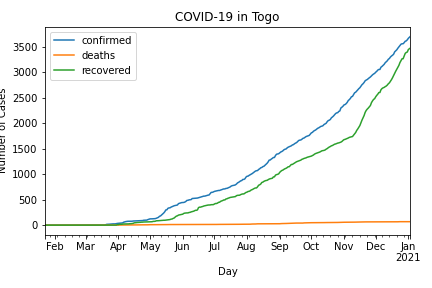 COVID-19 in Togo
confirmed
deaths
recovered
3500
3000
2500
2000
1500
1000
500
0
Number of Cases
Feb Mar Apr May Jun Jul Aug Sep Oct Nov Dec Jan
2021
Day